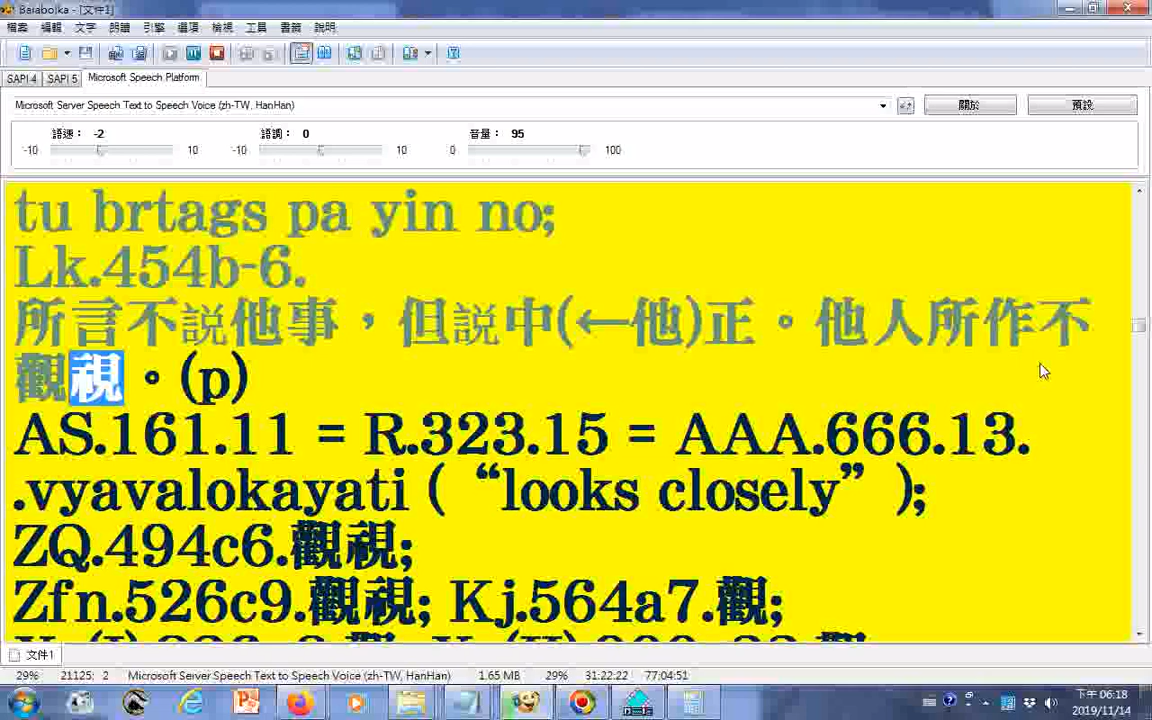 Balabolka - [文件1]
檔案 編輯 文字 朗讀 引擎 選項 檢視 工具 書籤 說明
SAPI 4 SAPI 5 Microsoft Speech Platform
Microsoft Server Speech Text to Speech Voice (zh-TW, HanHan) 關於 預設
語速： -2 語調： 0 音量： 95
-10 10 -10 10 0 100
tu brtags pa yin no;
Lk.454b-6.
所言不説他事，但説中(←他)正。他人所作不
觀視。(p)
AS.161.11 = R.323.15 = AAA.666.13.
.vyavalokayati (“looks closely”);
ZQ.494c6.觀視;
Zfn.526c9.觀視; Kj.564a7.觀;
文件1
29% 21125: 2 Microsoft Server Speech Text to Speech Voice (zh-TW, HanHan) 1.65 MB 29% 31:22:22 77:04:51
下午 06:18
2019/11/14